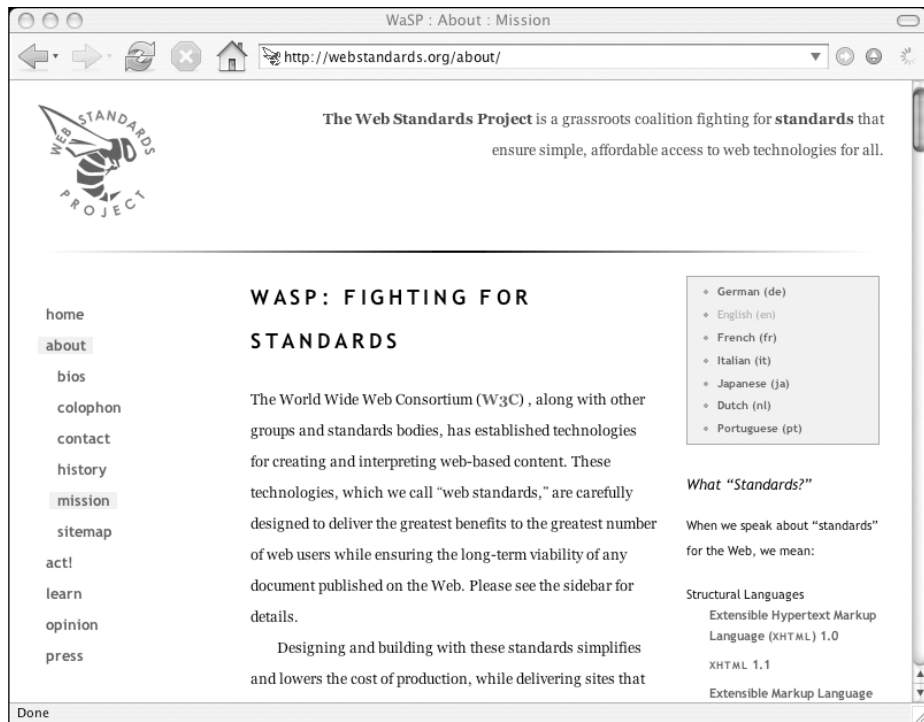 WaSP : About : Mission
http://webstandards.org/about/
WEB STANDARDS
PROJECT
The Web Standards Project is a grassroots coalition fighting for standards that
ensure simple, affordable access to web technologies for all.
home
about
bios
colophon
contact
history
mission
sitemap
act!
learn
opinion
press
WASP: FIGHTING FOR
STANDARDS
The World Wide Web Consortium (W3C) , along with other
groups and standards bodies, has established technologies
for creating and interpreting web-based content. These
technologies, which we call “web standards,” are carefully
designed to deliver the greatest benefits to the greatest number
of web users while ensuring the long-term viability of any
document published on the Web. Please see the sidebar for
details.
Designing and building with these standards simplifies
and lowers the cost of production, while delivering sites that
German (de)
English (en)
French (fr)
Italian (it)
Japanese (ja)
Dutch (nl)
Portuguese (pt)
What “Standards?”
When we speak about “standards”
for the Web, we mean:
Structural Languages
Extensible Hypertext Markup
Language (XHTML) 1.0
XHTML 1.1
Extensible Markup Language
Done